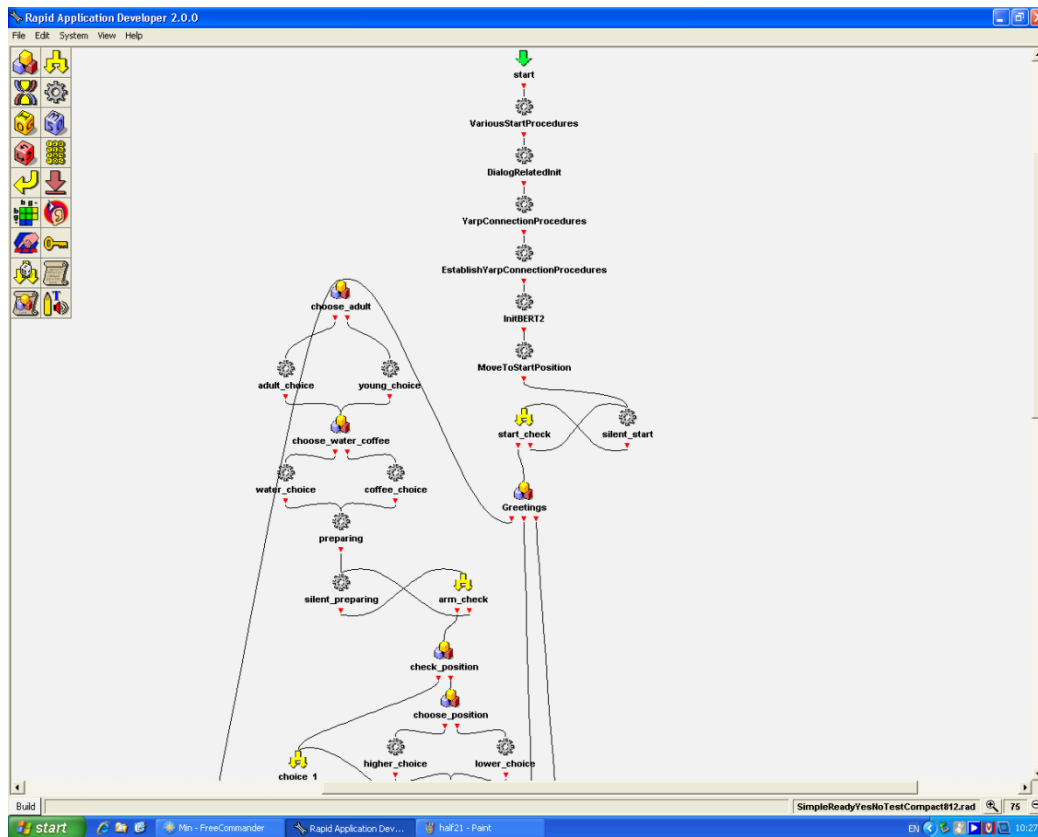 Rapid Application Developer 2.0.0
File Edit System View Help
start
VariousStartProcedures
DialogRelatedInit
YarpConnectionProcedures
EstablishYarpConnectionProcedures
InitBERT2
choose_adult
MoveToStartPosition
adult_choice young_choice
start_check silent_start
choose_water_coffee
water_choice coffee_choice
Greetings
preparing
silent_preparing arm_check
check_position
choose_position
higher_choice lower_choice
choice_1
Build SimpleReadyYesNoTestCompact812.rad 75
start Min - FreeCommander Rapid Application Dev... half21 - Paint EN 10:27